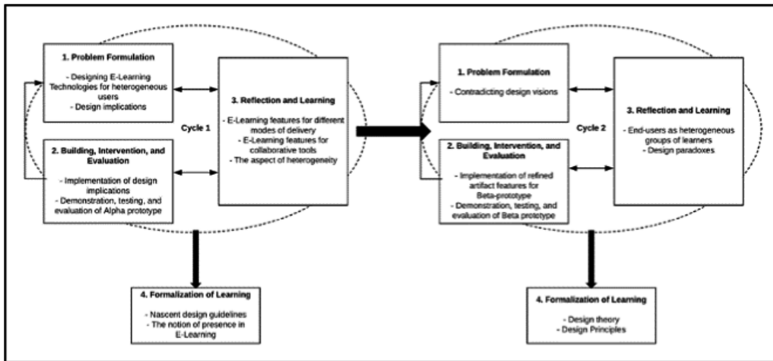 1. Problem Formulation
- Designing E-Learning
Technologies for heterogeneous
users
- Design implications
2. Building, Intervention, and
Evaluation
- Implementation of design
implications
- Demonstration, testing, and
evaluation of Alpha prototype
Cycle 1
3. Reflection and Learning
- E-Learning features for different
modes of delivery
- E-Learning features for
collaborative tools
- The aspect of heterogeneity
4. Formalization of Learning
- Nascent design guidelines
- The notion of presence in
E-Learning
1. Problem Formulation
- Contradicting design visions
2. Building, Intervention, and
Evaluation
- Implementation of refined
artifact features for
Beta-prototype
- Demonstration, testing, and
evaluation of Beta prototype
Cycle 2
3. Reflection and Learning
- End-users as heterogeneous
groups of learners
- Design paradoxes
4. Formalization of Learning
- Design theory
- Design Principles